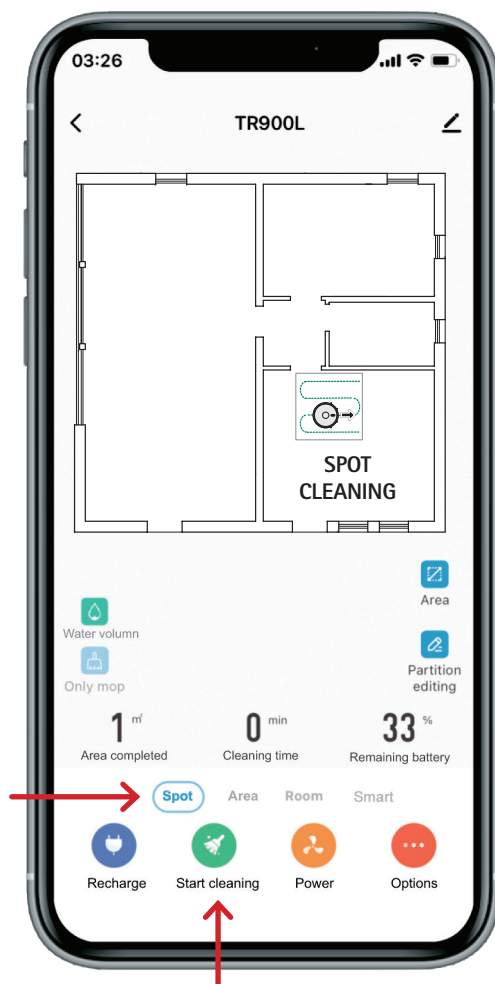 03:26
TR900L
SPOT
CLEANING
Area
Water volumn
Partition
editing
Only mop
1 ㎡
0 min
33 %
Area completed
Cleaning time
Remaining battery
Spot
Area
Room
Smart
Recharge
Start cleaning
Power
Options